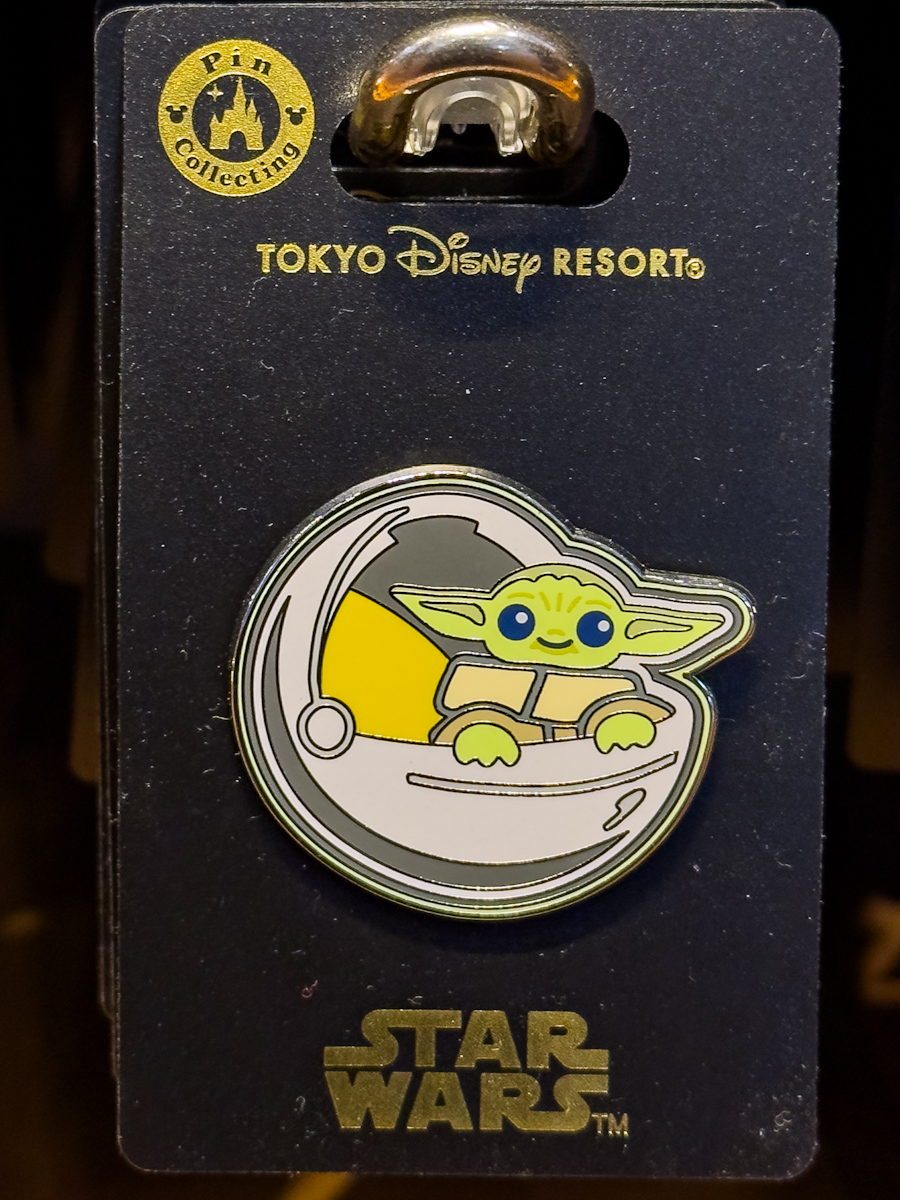 Pin
Collecting
TOKYO Disney RESORT®
STAR
WARS™